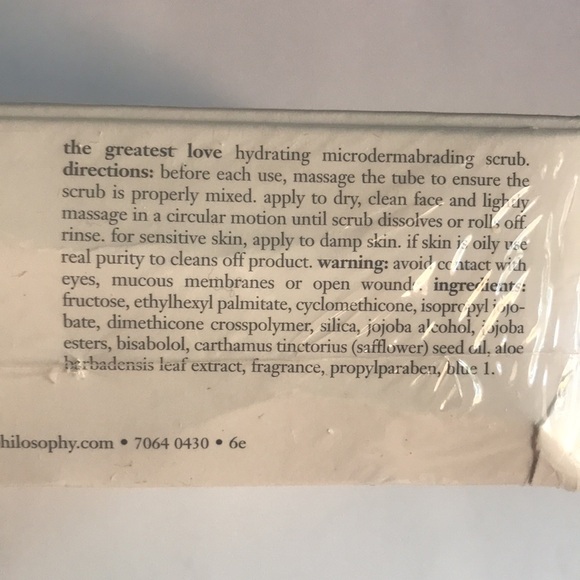 the greatest love hydrating microdermabrading scrub.
directions: before each use, massage the tube to ensure the
scrub is properly mixed. apply to dry, clean face and lightly
massage in a circular motion until scrub dissolves or rolls off.
rinse. for sensitive skin, apply to damp skin. if skin is oily use
real purity to cleans off product. warning: avoid contact with
eyes, mucous membranes or open wounds. ingredients:
fructose, ethylhexyl palmitate, cyclomethicone, isopropyl jojo-
bate, dimethicone crosspolymer, silica, jojoba alcohol, jojoba
esters, bisabolol, carthamus tinctorius (safflower) seed oil, aloe
barbadensis leaf extract, fragrance, propylparaben, blue 1.
hilosophy.com • 7064 0430 • 6e